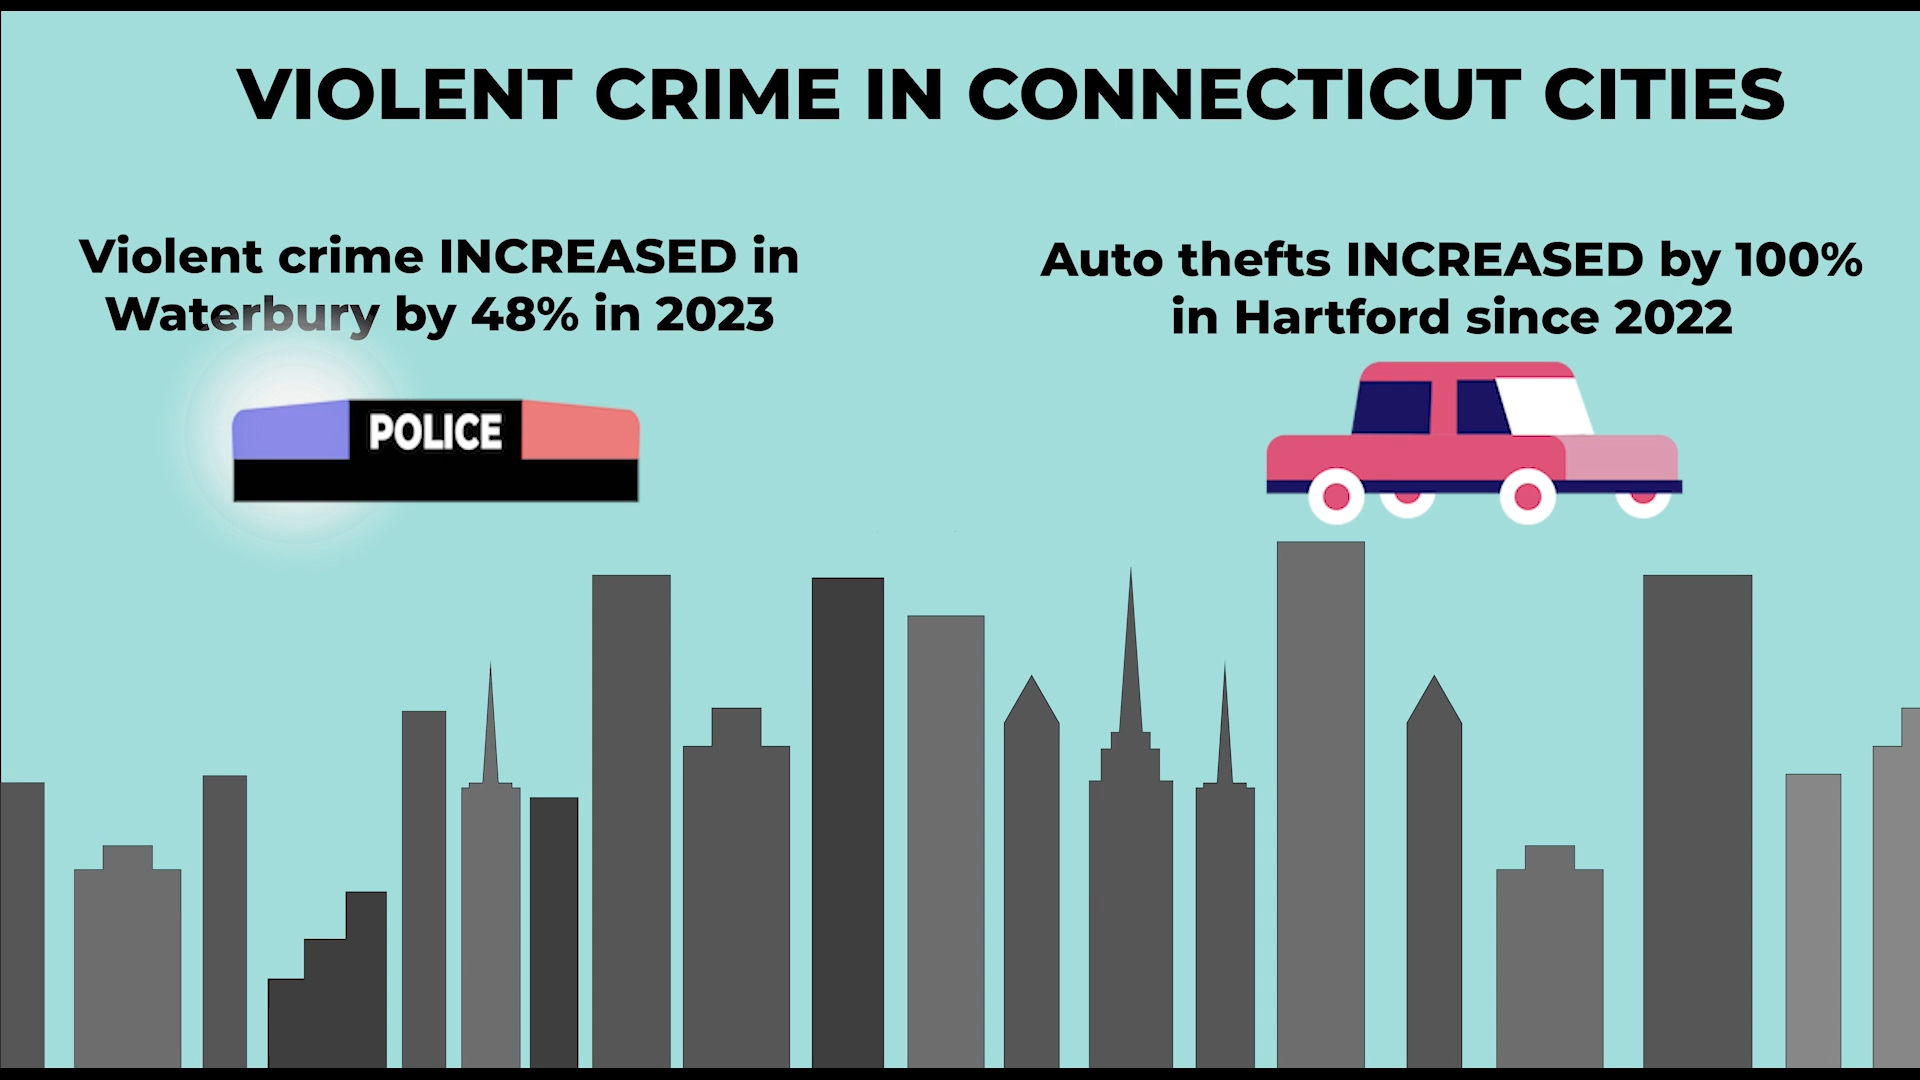 VIOLENT CRIME IN CONNECTICUT CITIES
Violent crime INCREASED in
Waterbury by 48% in 2023
Auto thefts INCREASED by 100%
in Hartford since 2022
POLICE